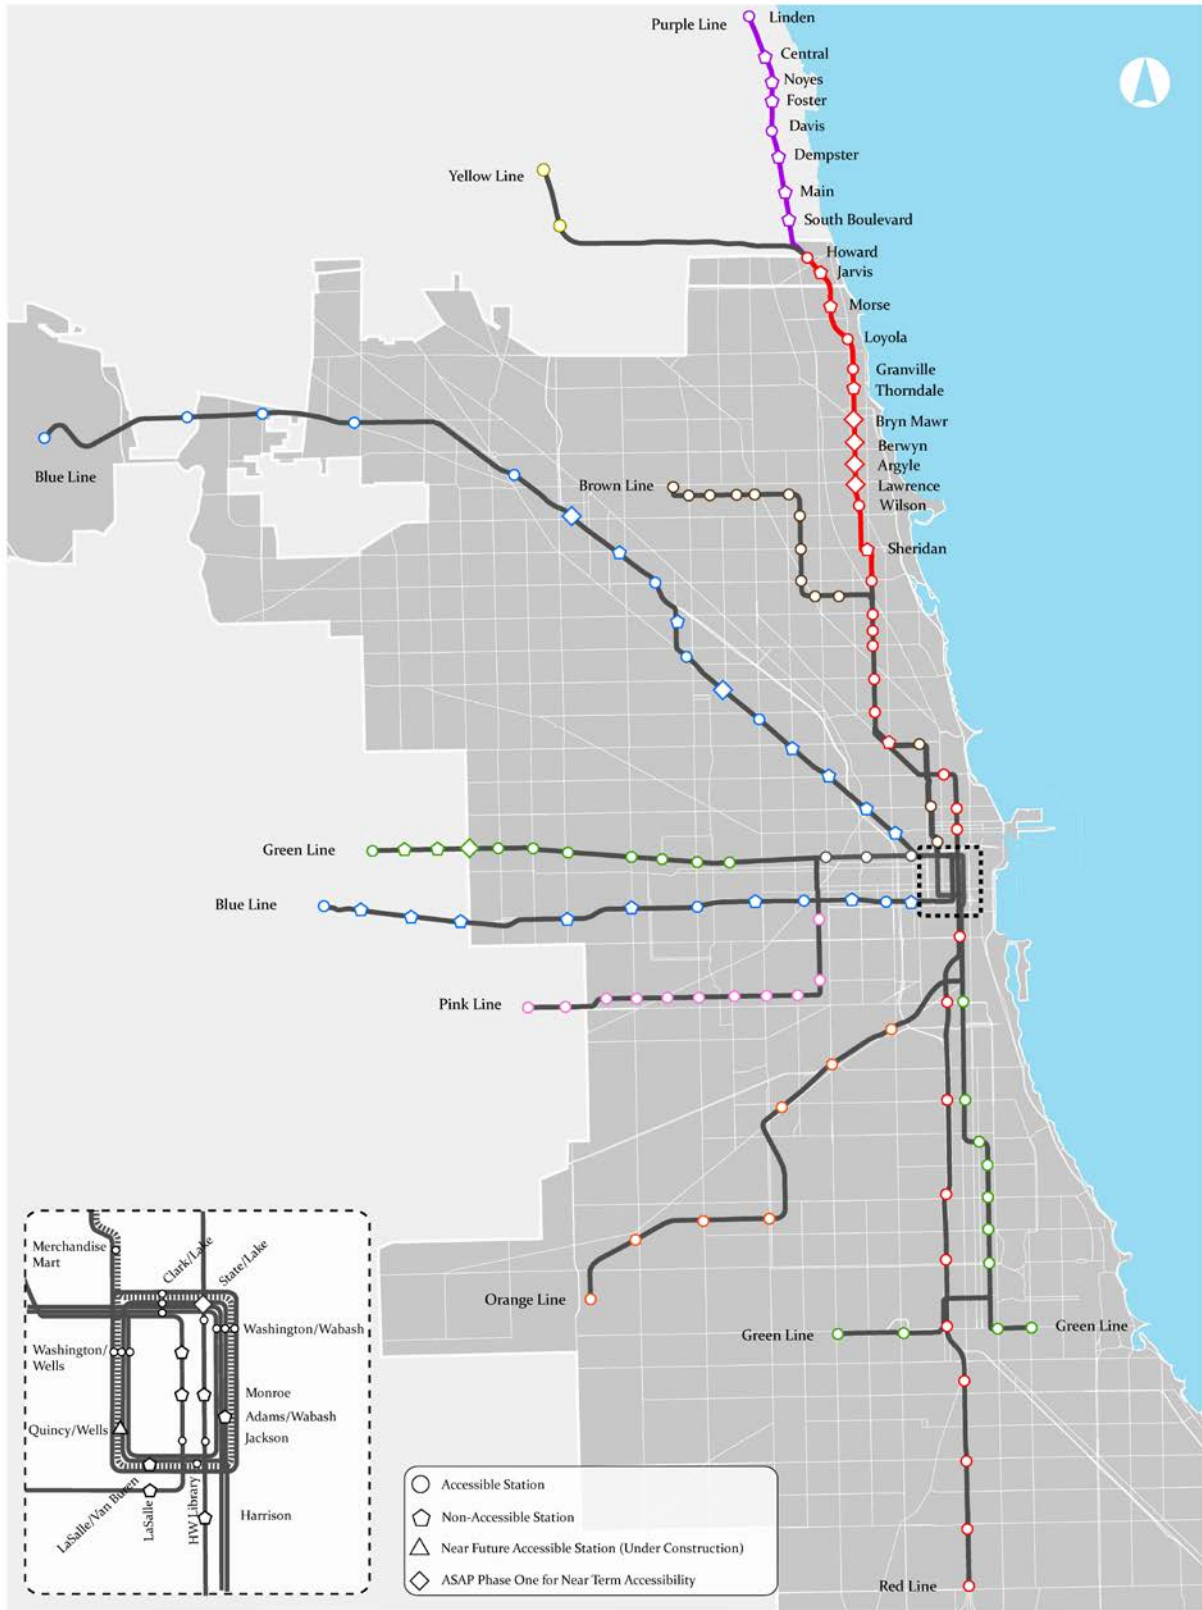 Purple Line
Linden
Central
Noyes
Foster
Davis
Dempster
Main
South Boulevard
Yellow Line
Howard
Jarvis
Morse
Loyola
Granville
Thorndale
Bryn Mawr
Berwyn
Argyle
Lawrence
Wilson
Sheridan
Blue Line
Brown Line
Green Line
Blue Line
Pink Line
Orange Line
Green Line
Green Line
Red Line
Merchandise
Mart
Clark/Lake
State/Lake
Washington/Wabash
Washington/
Wells
Monroe
Adams/Wabash
Quincy/Wells
Jackson
LaSalle/Van Buren
LaSalle
HW Library
Harrison
Accessible Station
Non-Accessible Station
Near Future Accessible Station (Under Construction)
ASAP Phase One for Near Term Accessibility